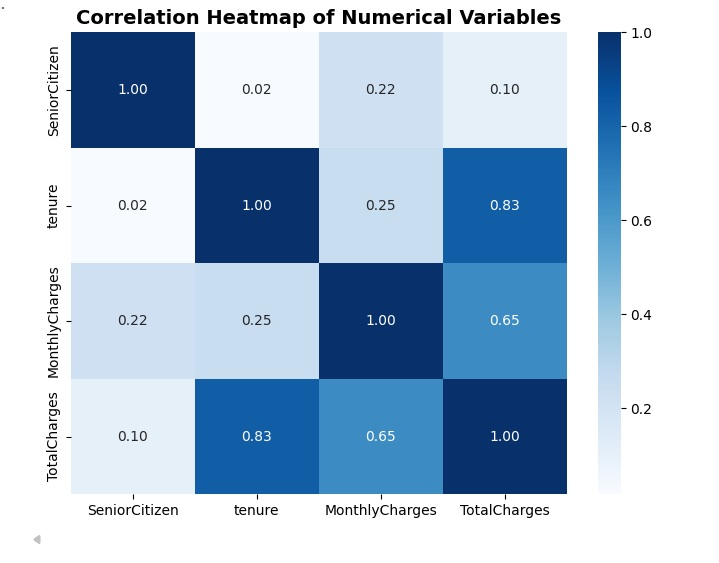 Correlation Heatmap of Numerical Variables
SeniorCitizen
1.00 0.02 0.22 0.10
tenure
0.02 1.00 0.25 0.83
MonthlyCharges
0.22 0.25 1.00 0.65
TotalCharges
0.10 0.83 0.65 1.00
SeniorCitizen tenure MonthlyCharges TotalCharges
1.0
0.8
0.6
0.4
0.2